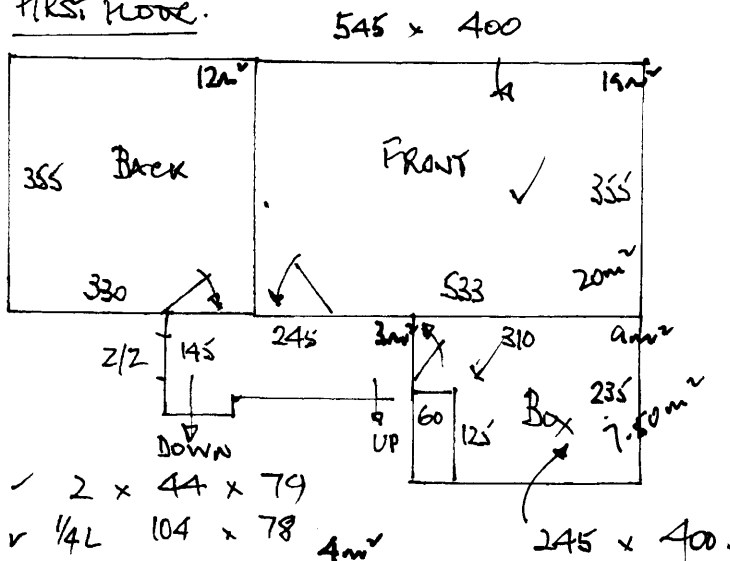 FIRST FLOOR.
545 x 400
12m²
19m²
355 BACK
FRONT
355
330
533
20m²
2/2
145
245
3m²
310
9m²
60
125
BOX
235
7.50m²
DOWN
UP
✓ 2 x 44 x 79
✓ 1/4L 104 x 78
4m²
245 x 400.